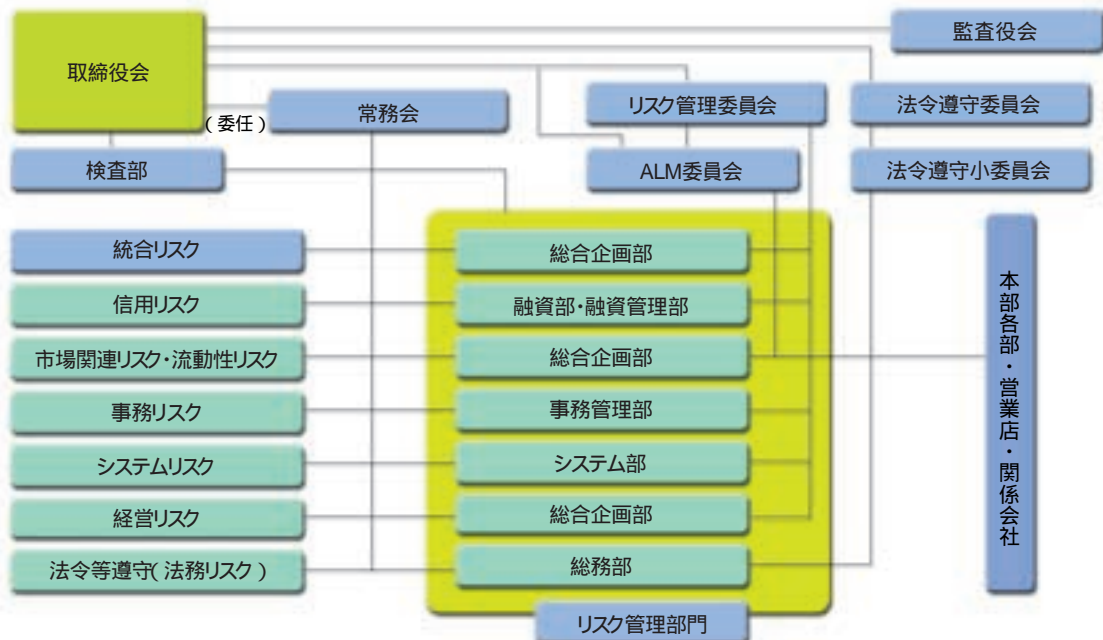 監査役会
取締役会
(委任)
常務会
リスク管理委員会
法令遵守委員会
検査部
ALM委員会
法令遵守小委員会
統合リスク
総合企画部
信用リスク
融資部・融資管理部
市場関連リスク・流動性リスク
総合企画部
事務リスク
事務管理部
システムリスク
システム部
経営リスク
総合企画部
法令等遵守(法務リスク)
総務部
リスク管理部門
本部各部・営業店・関係会社